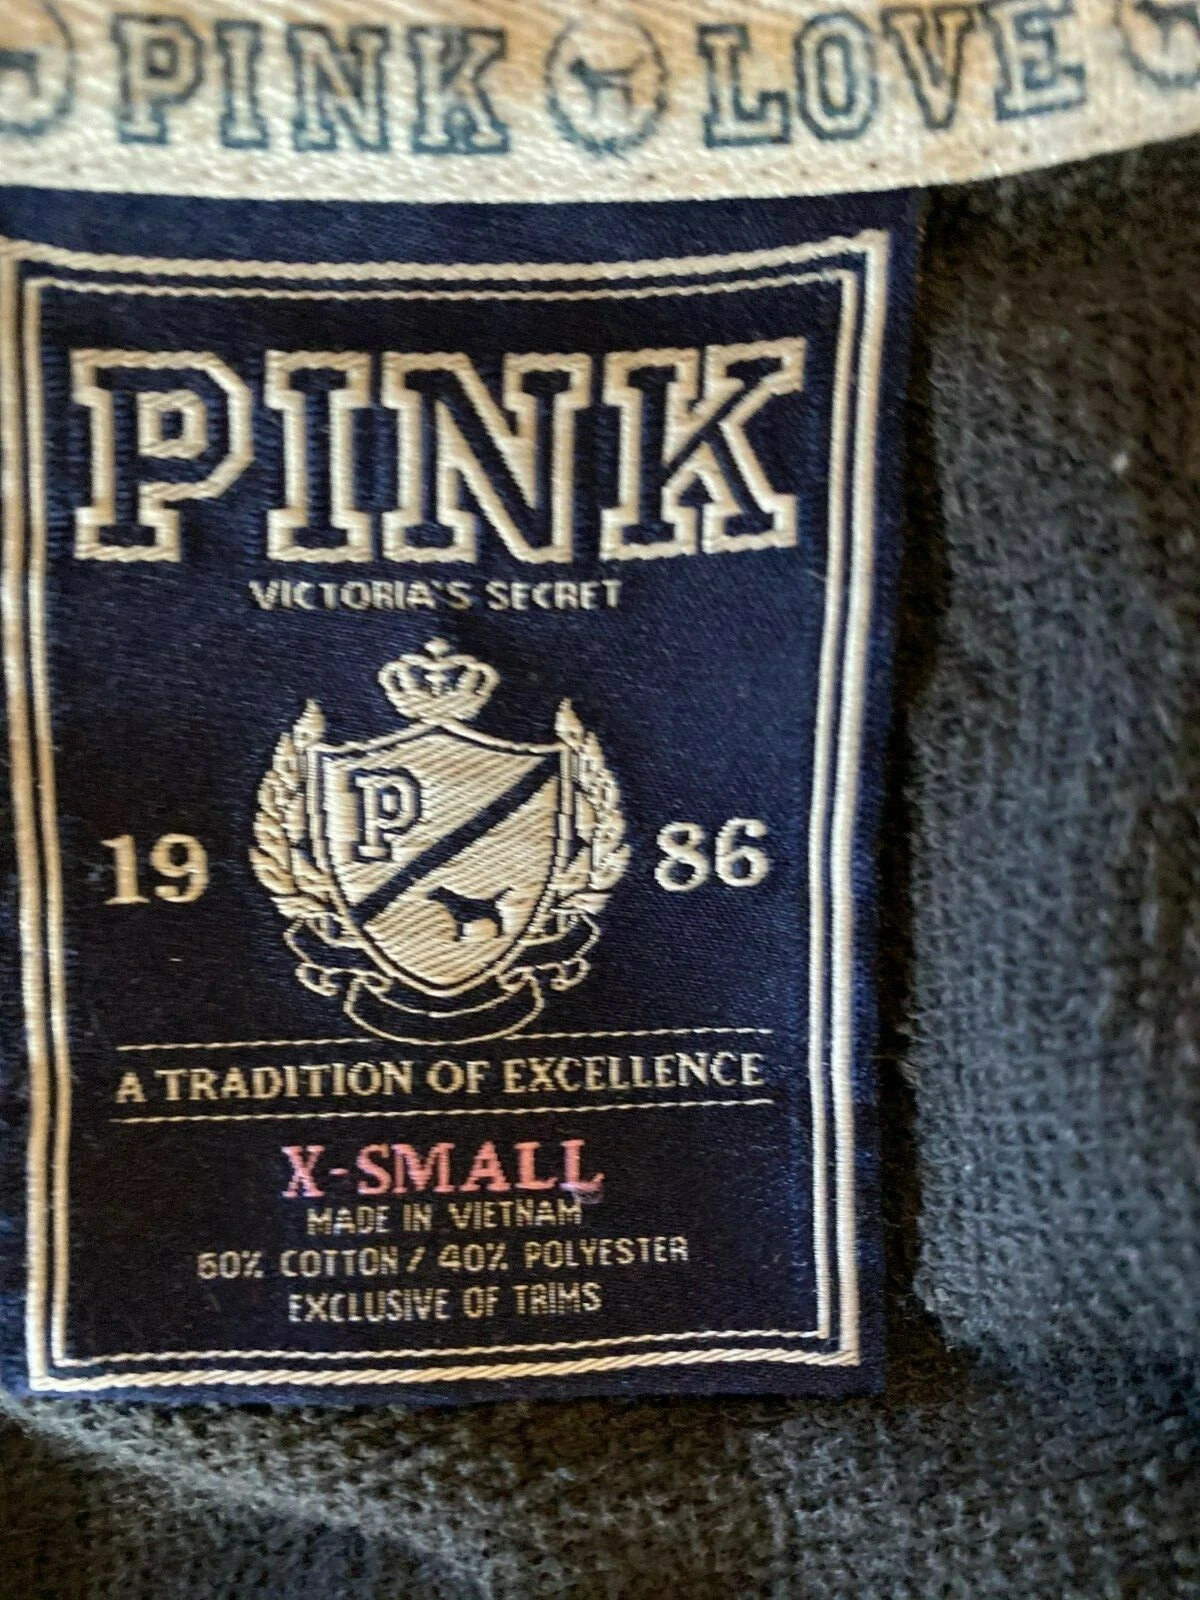 PINK LOVE
PINK
VICTORIA'S SECRET
P
19 86
A TRADITION OF EXCELLENCE
X-SMALL
MADE IN VIETNAM
60% COTTON / 40% POLYESTER
EXCLUSIVE OF TRIMS